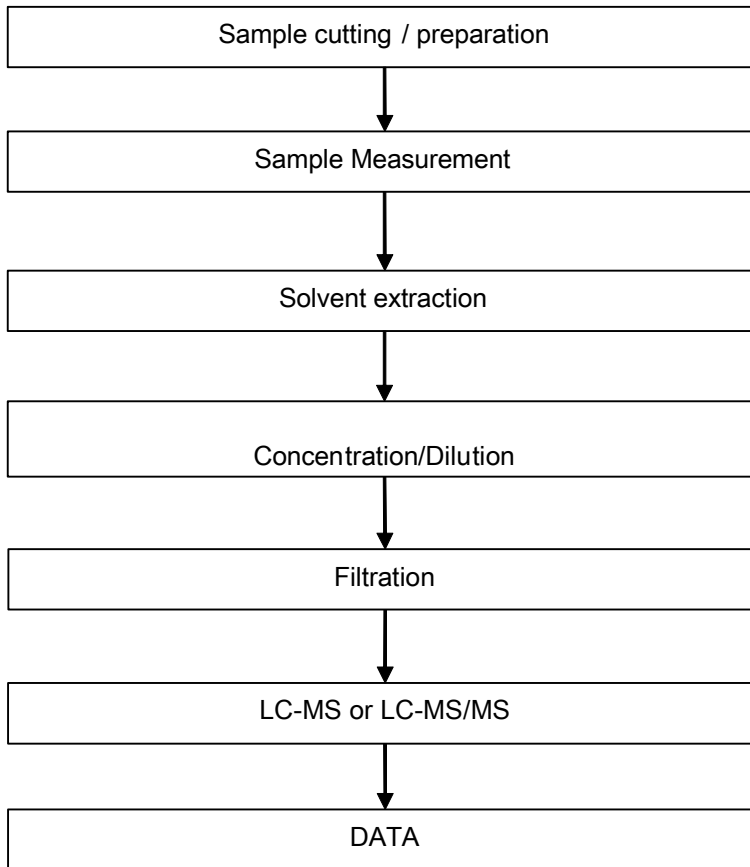 Sample cutting / preparation
Sample Measurement
Solvent extraction
Concentration/Dilution
Filtration
LC-MS or LC-MS/MS
DATA